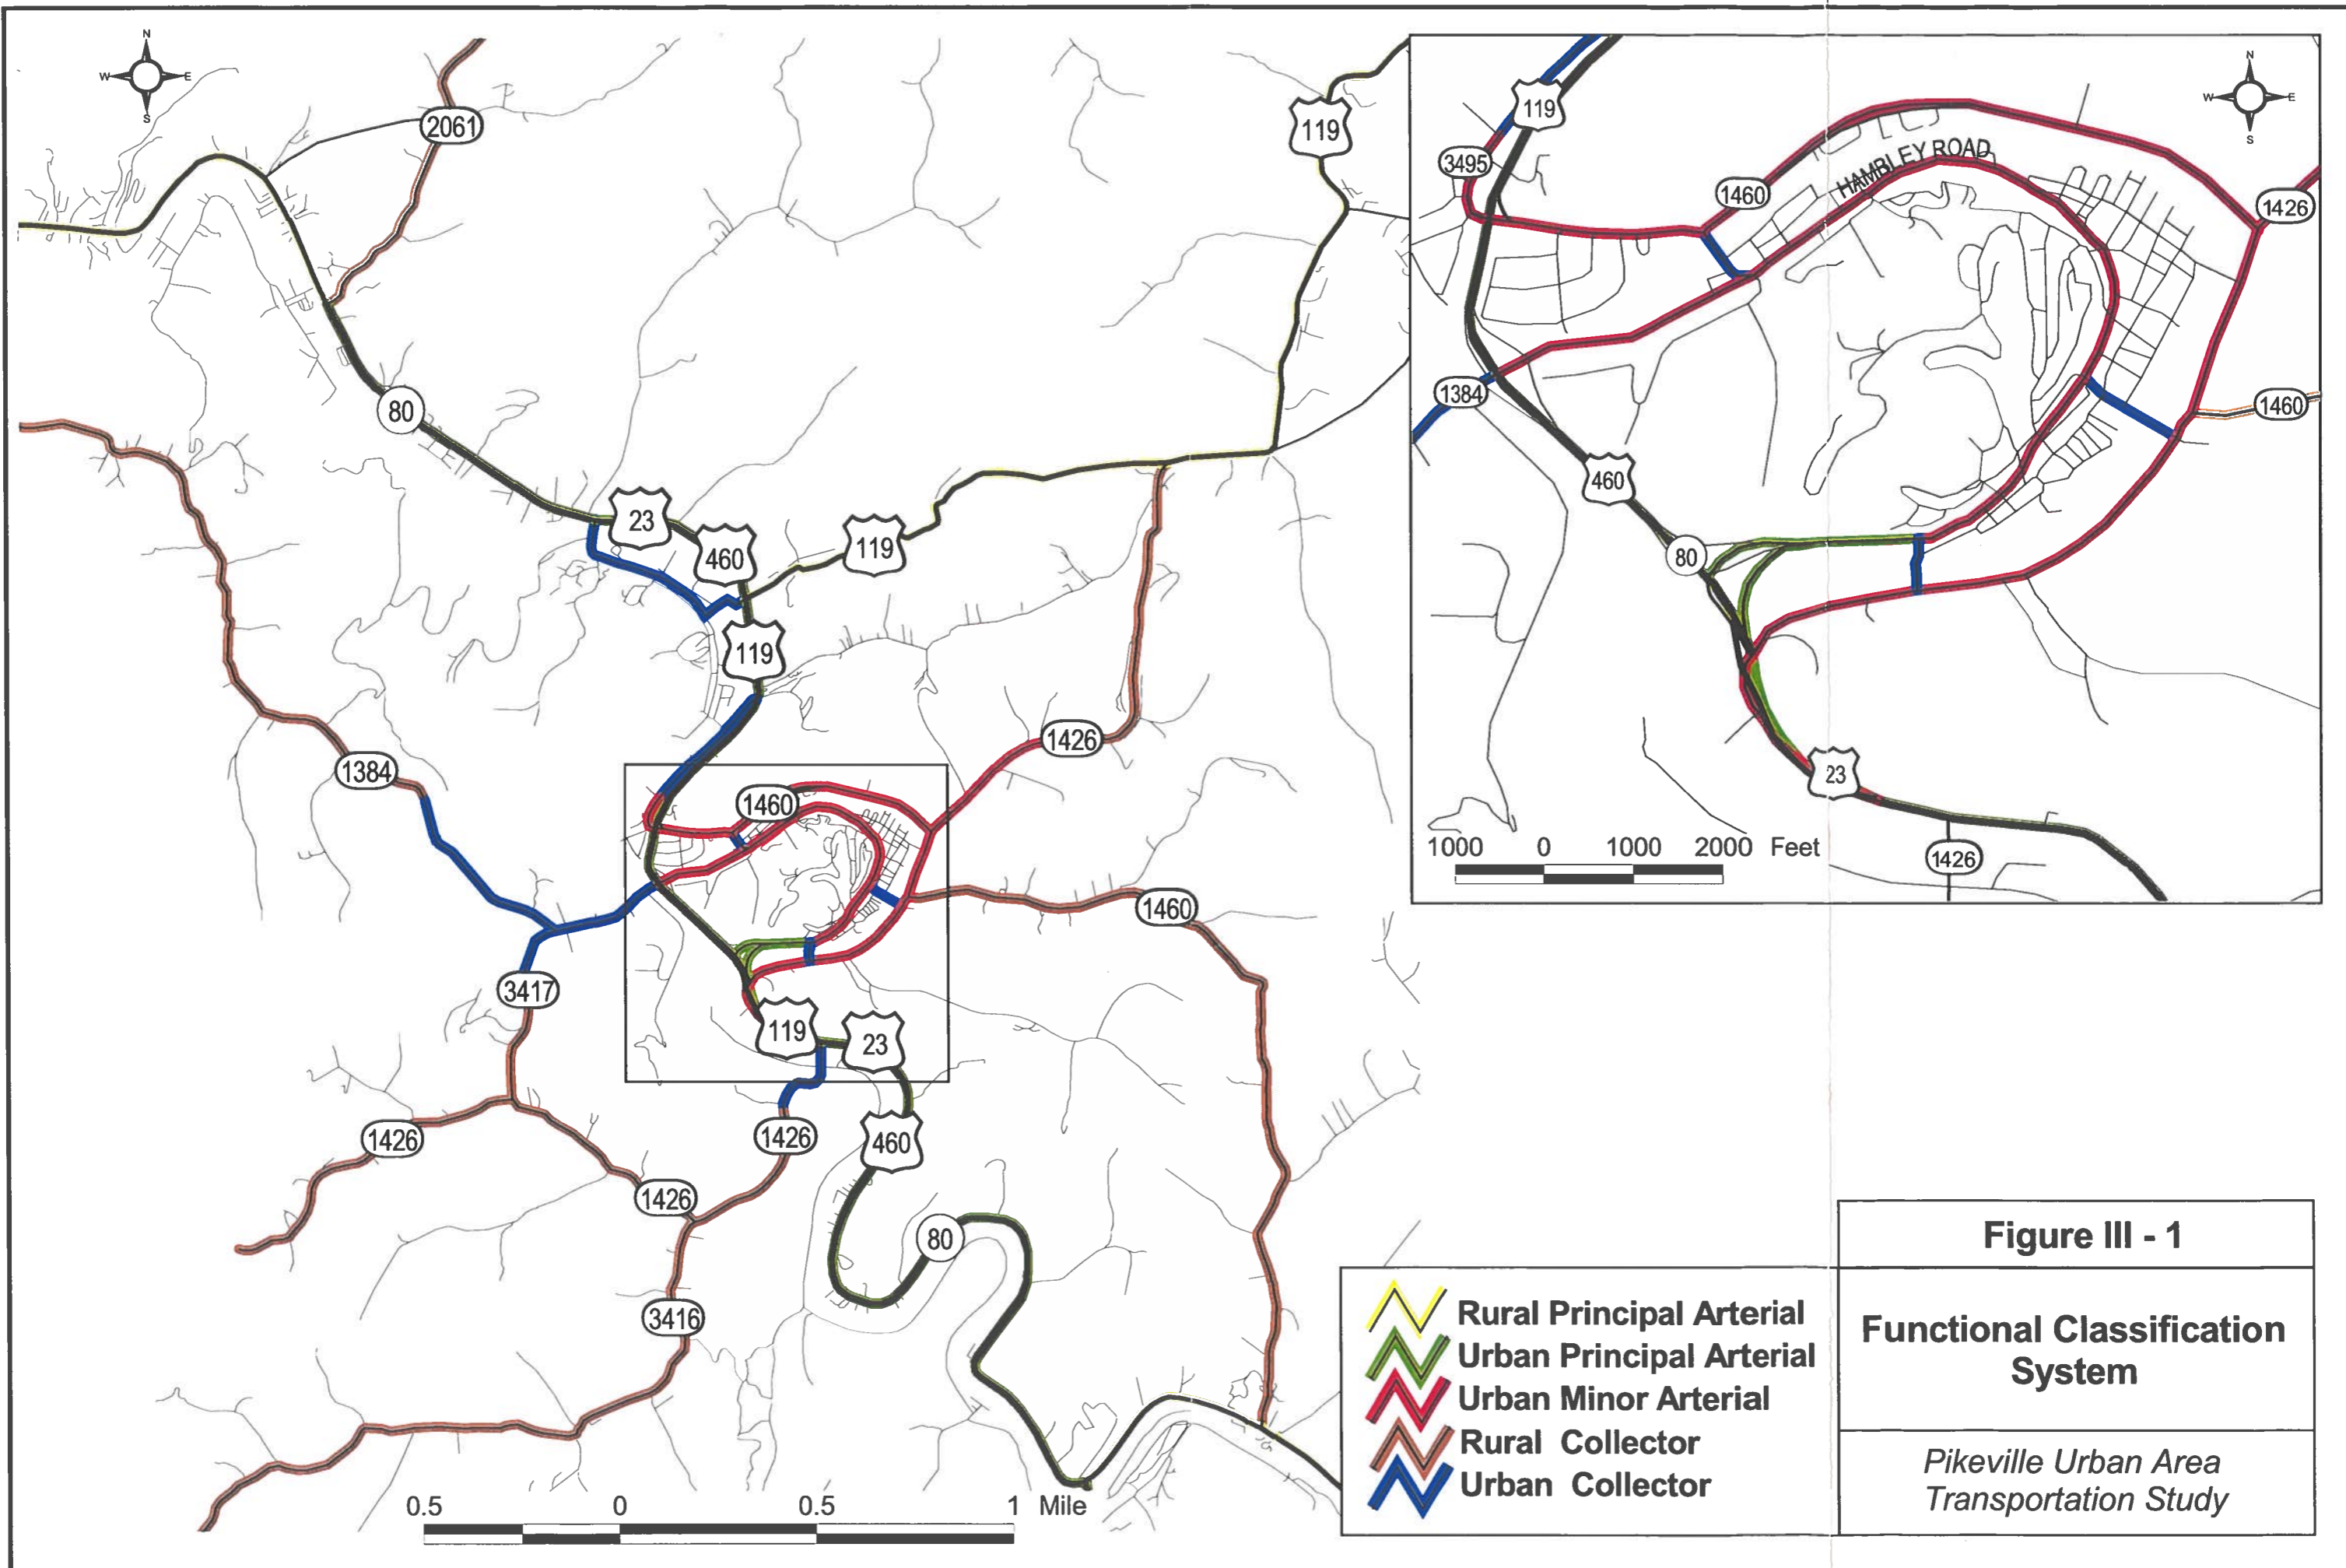 N
W E
S
2061
119
80
23
460
119
119
1384
1460
1426
3417
1460
119
23
1426
1426
460
1426
80
3416
0.5 0 0.5 1 Mile
N
W E
S
119
3495
1460
HAMBLEY ROAD
1426
1384
1460
460
80
23
1000 0 1000 2000 Feet
1426
Rural Principal Arterial
Urban Principal Arterial
Urban Minor Arterial
Rural Collector
Urban Collector
Figure III - 1
Functional Classification
System
Pikeville Urban Area
Transportation Study